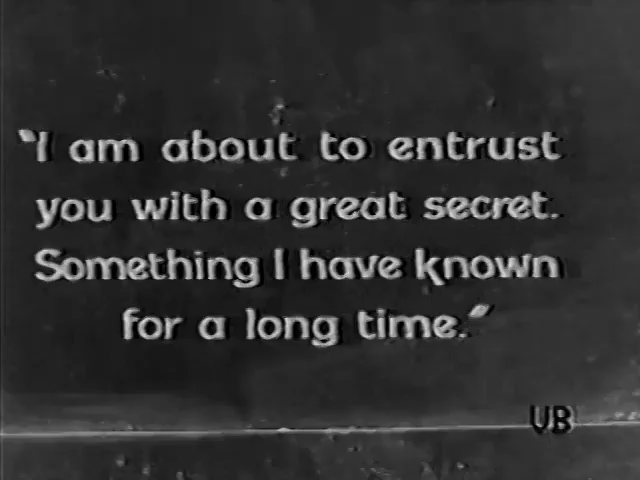 "I am about to entrust
you with a great secret.
Something I have known
for a long time."
UB